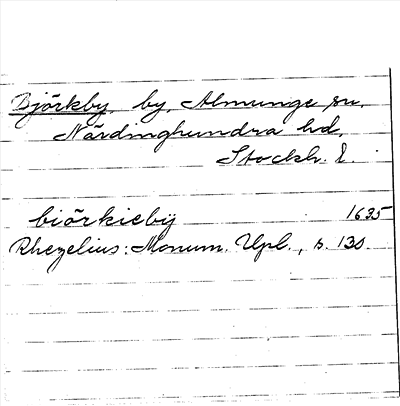 Björkby, by, Almunge sn,
Närdinghundra hd,
Stockh. l.
biörkieby 1635
Rhezelius: Monum. Upl., s. 130.